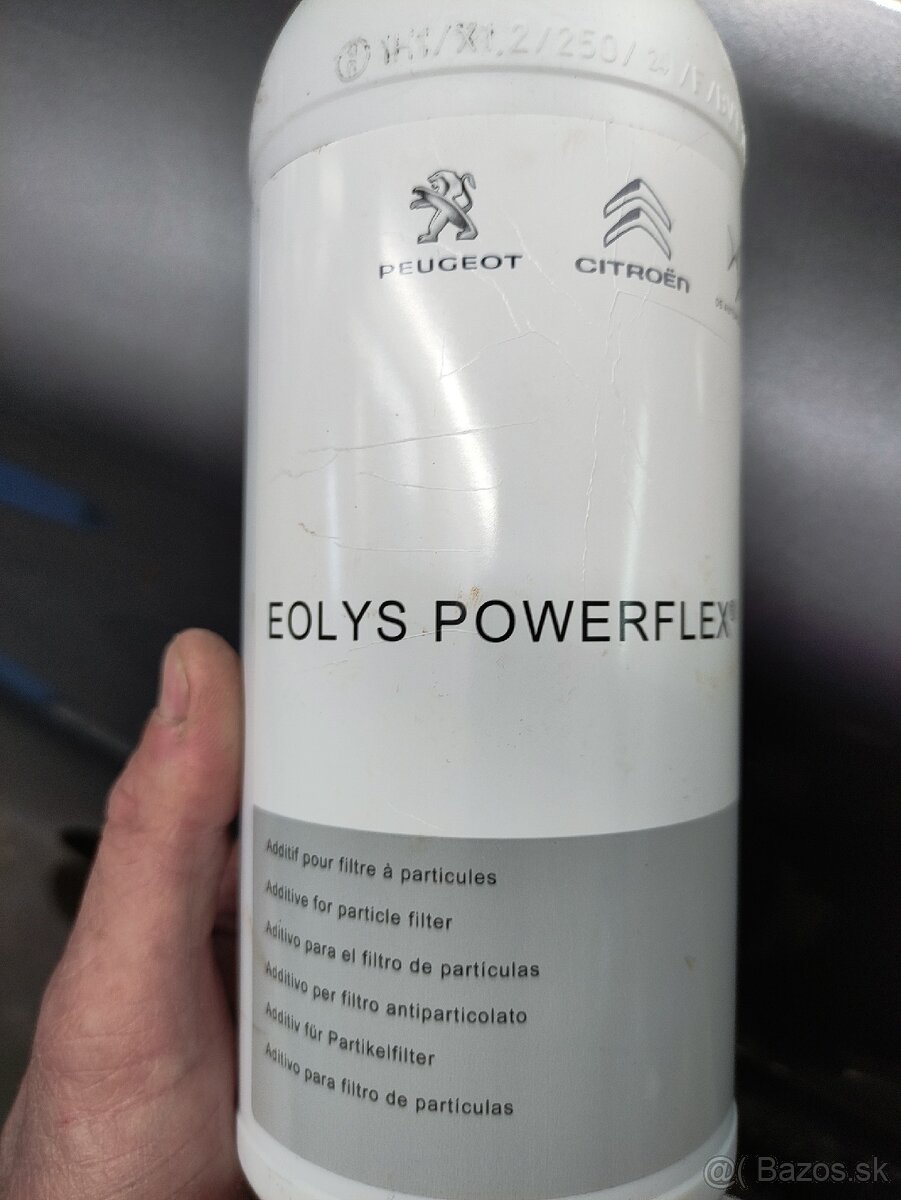 PEUGEOT
CITROËN
EOLYS POWERFLEX®
Additif pour filtre à particules
Additive for particle filter
Aditivo para el filtro de partículas
Additivo per filtro antiparticolato
Additiv für Partikelfilter
Aditivo para filtro de partículas
@( Bazos.sk